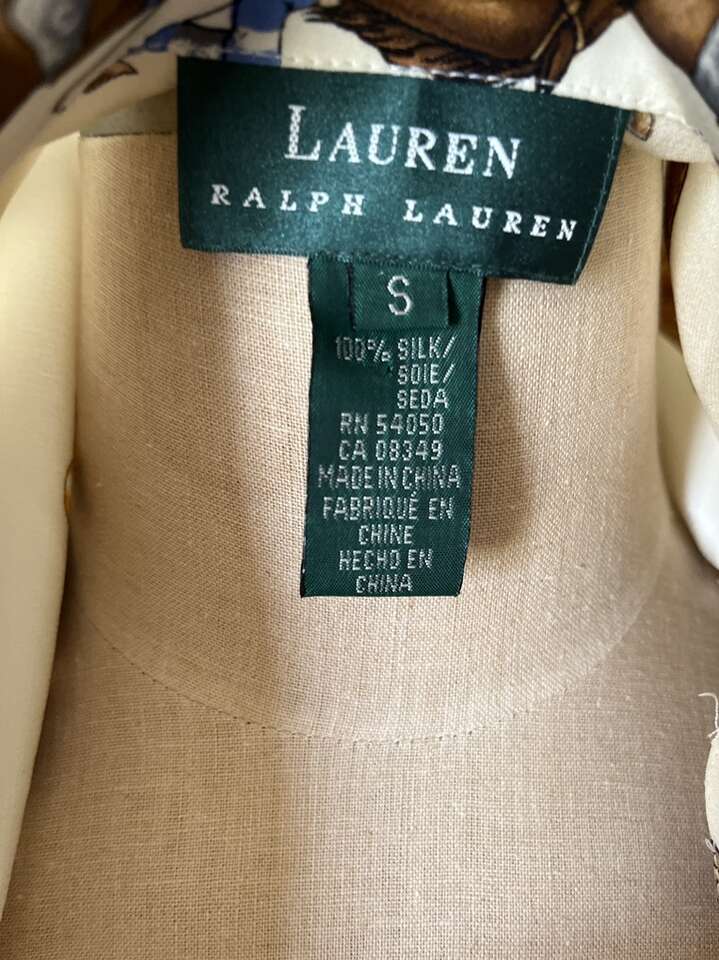 LAUREN
RALPH LAUREN
S
100% SILK/
SOIE/
SEDA
RN 54050
CA 08349
MADE IN CHINA
FABRIQUÉ EN
CHINE
HECHO EN
CHINA